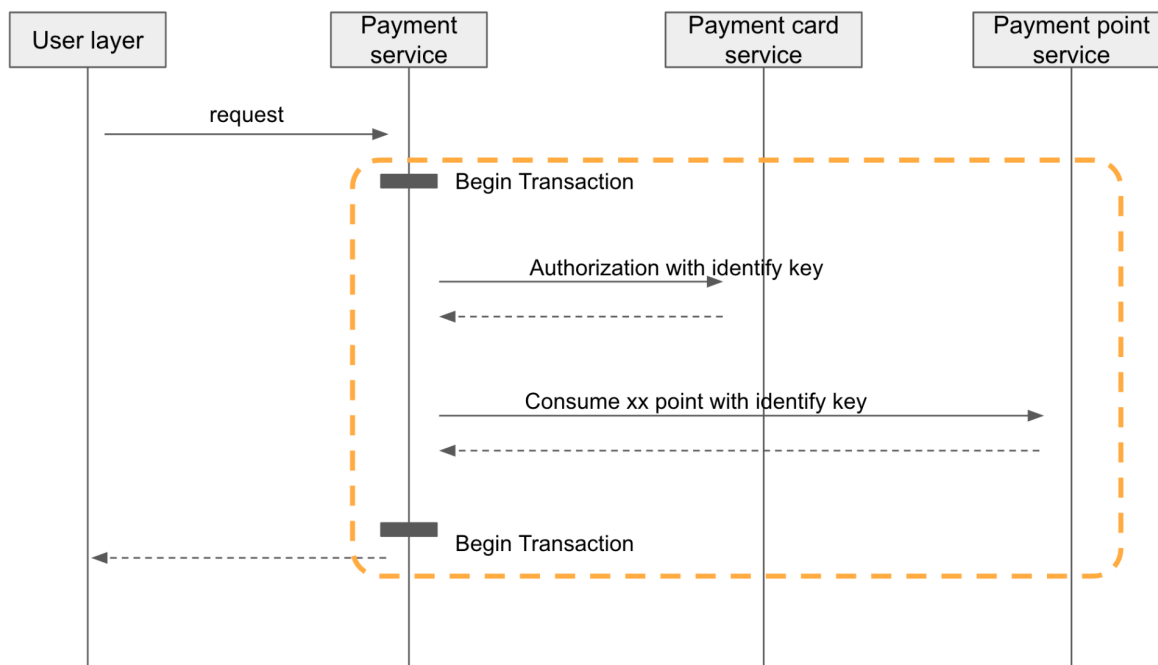 User layer
Payment
service
Payment card
service
Payment point
service
request
Begin Transaction
Authorization with identify key
Consume xx point with identify key
Begin Transaction